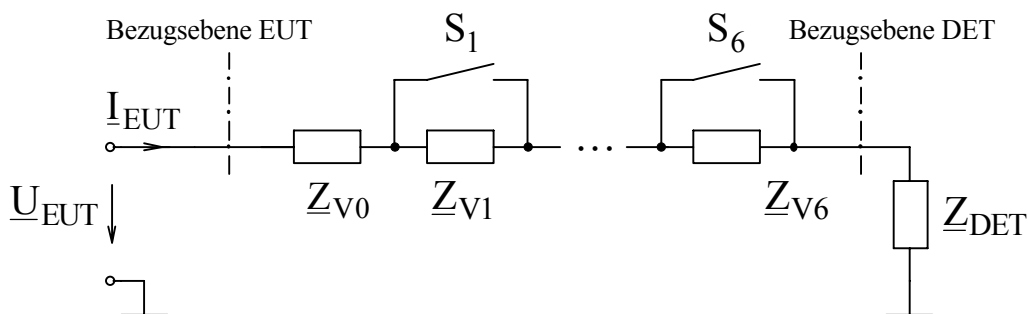 Bezugsebene EUT
S1
S6
Bezugsebene DET
IEUT
...
ZV0
ZV1
ZV6
UEUT
ZDET